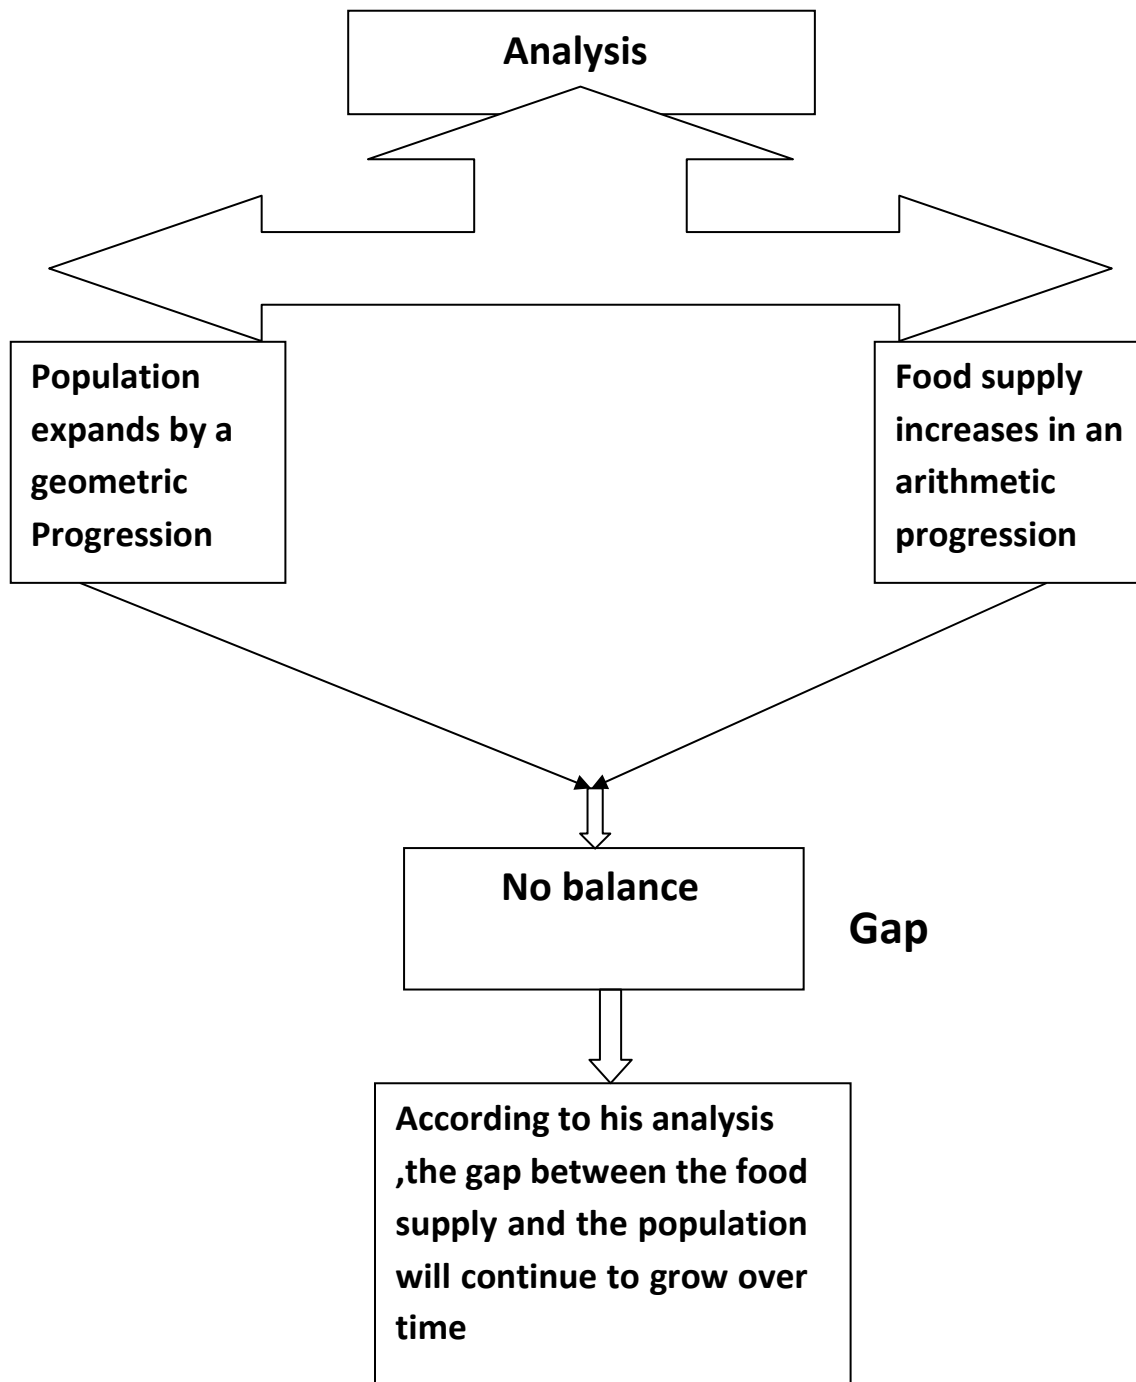 Analysis
Population
expands by a
geometric
Progression
Food supply
increases in an
arithmetic
progression
No balance
Gap
According to his analysis
,the gap between the food
supply and the population
will continue to grow over
time